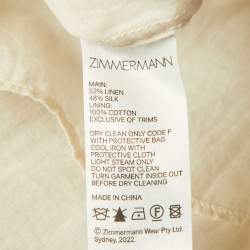 ZIMMERMANN
MAIN:
52% LINEN
48% SILK
LINING:
100% COTTON
EXCLUSIVE OF TRIMS
DRY CLEAN ONLY CODE F
WITH PROTECTIVE BAG
COOL IRON WITH
PROTECTIVE CLOTH
LIGHT STEAM ONLY
DO NOT SPOT CLEAN
TURN GARMENT INSIDE OUT
BEFORE DRY CLEANING
MADE IN CHINA
© Zimmermann Wear Pty Ltd.
Sydney, 2022.